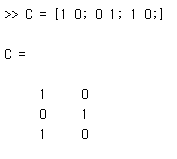 >> C = [1 0; 0 1; 1 0;]
C =
1 0
0 1
1 0